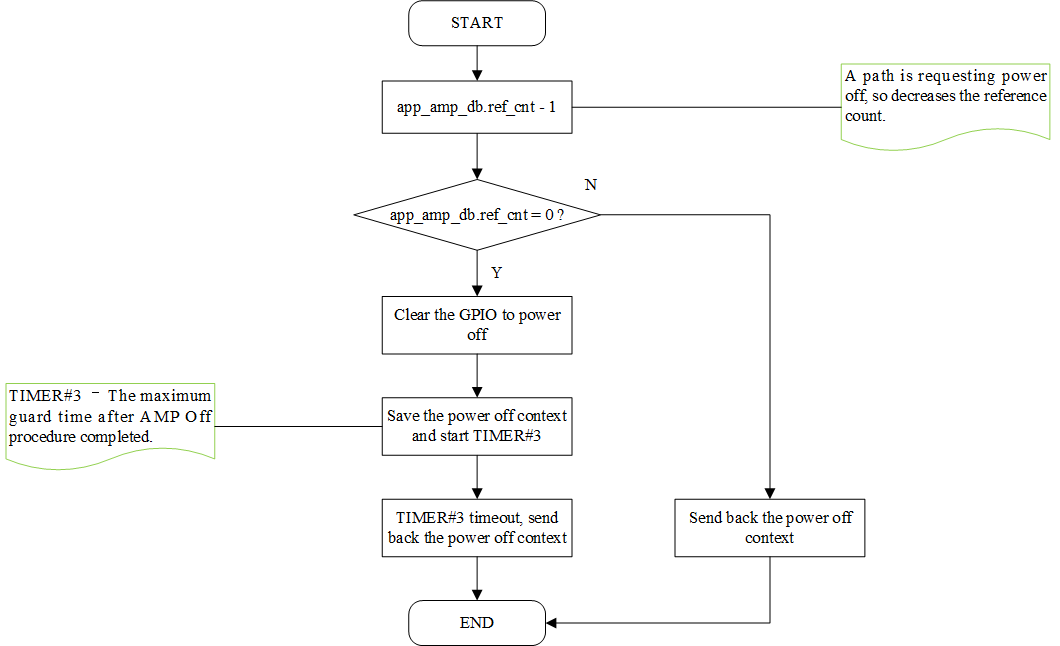 START
app_amp_db.ref_cnt - 1
A path is requesting power
off, so decreases the reference
count.
N
app_amp_db.ref_cnt = 0 ?
Y
Clear the GPIO to power
off
TIMER#3 – The maximum
guard time after AMP Off
procedure completed.
Save the power off context
and start TIMER#3
TIMER#3 timeout, send
back the power off context
Send back the power off
context
END